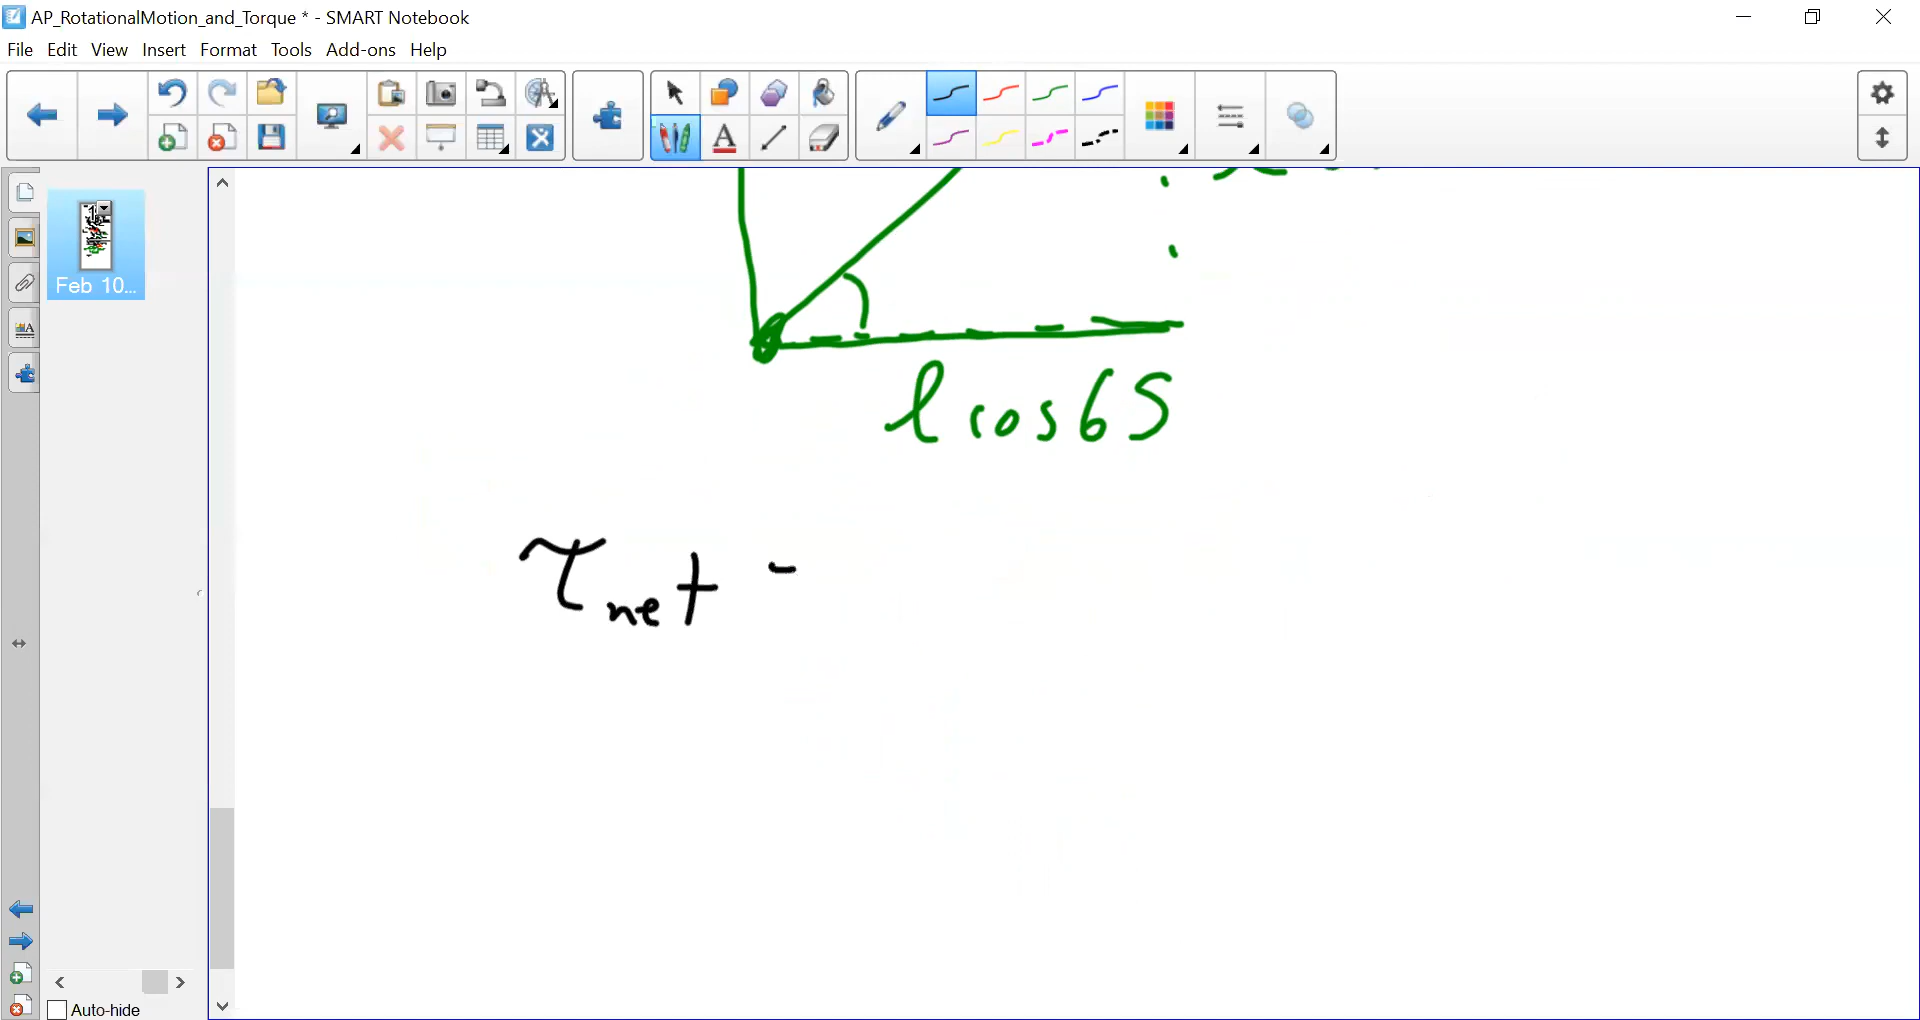 AP_RotationalMotion_and_Torque * - SMART Notebook
File Edit View Insert Format Tools Add-ons Help
Feb 10...
l cos 65
τnet -
Auto-hide